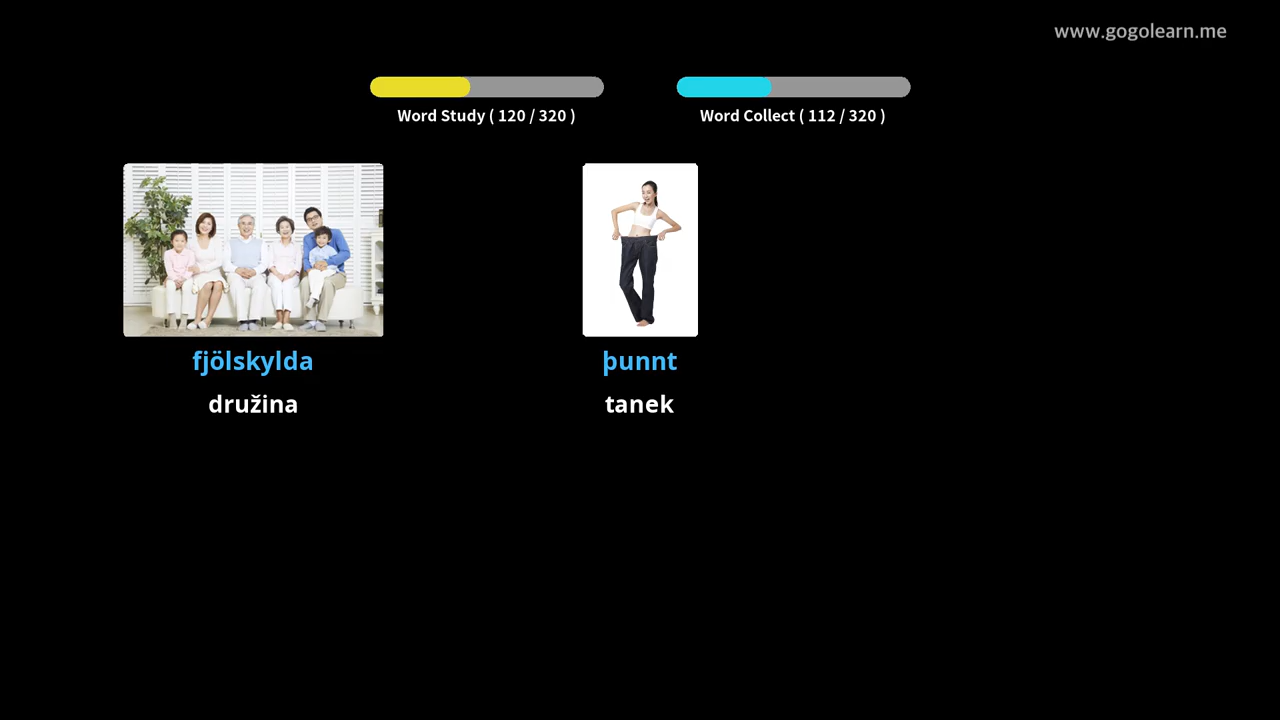 www.gogolearn.me
Word Study ( 120 / 320 )
Word Collect ( 112 / 320 )
fjölskylda
družina
þunnt
tanek